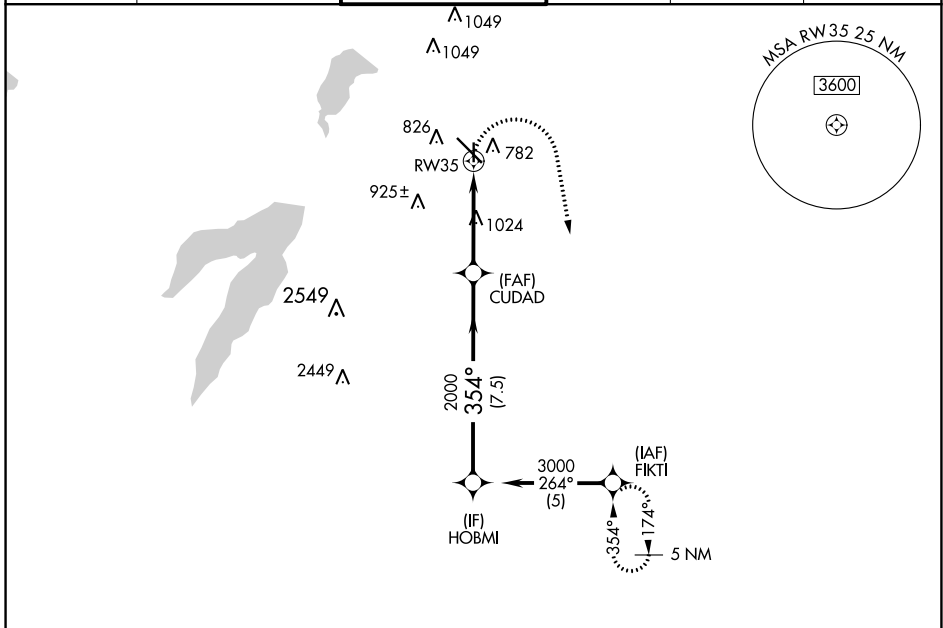 1049
1049
MSA RW35 25 NM
3600
826
782
RW35
925±
1024
(FAF)
CUDAD
2549
2449
2000
354°
(7.5)
(IAF)
FIKTI
3000
264°
(5)
(IF)
HOBMI
354°
174°
5 NM